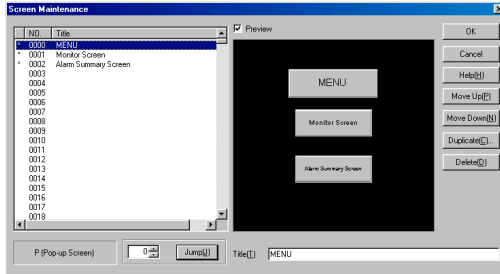 Screen Maintenance
NO. Title
* 0000 MENU
* 0001 Monitor Screen
* 0002 Alarm Summary Screen
0003
0004
0005
0006
0007
0008
0009
0010
0011
0012
0013
0014
0015
0016
0017
0018
P (Pop-up Screen)
0
Jump(J)
Preview
MENU
Monitor Screen
Alarm Summary Screen
Title(T) MENU
OK
Cancel
Help(H)
Move Up(P)
Move Down(N)
Duplicate(C)...
Delete(D)